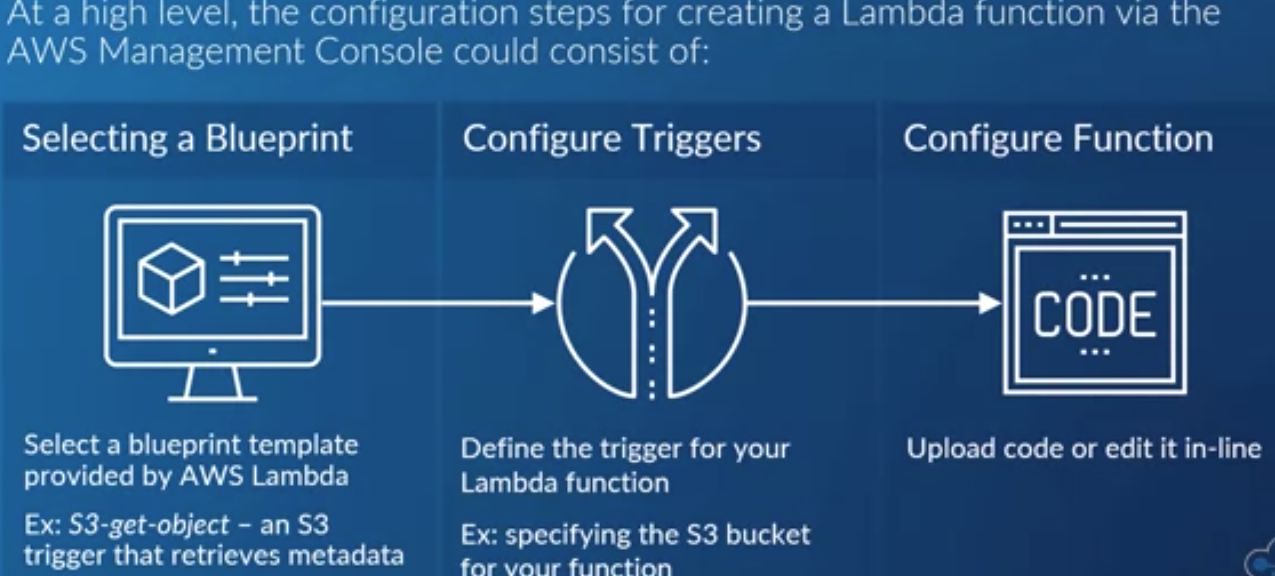 At a high level, the configuration steps for creating a Lambda function via the
AWS Management Console could consist of:
Selecting a Blueprint
Configure Triggers
Configure Function
CODE
Select a blueprint template
provided by AWS Lambda
Ex: S3-get-object – an S3
trigger that retrieves metadata
Define the trigger for your
Lambda function
Ex: specifying the S3 bucket
for your function
Upload code or edit it in-line